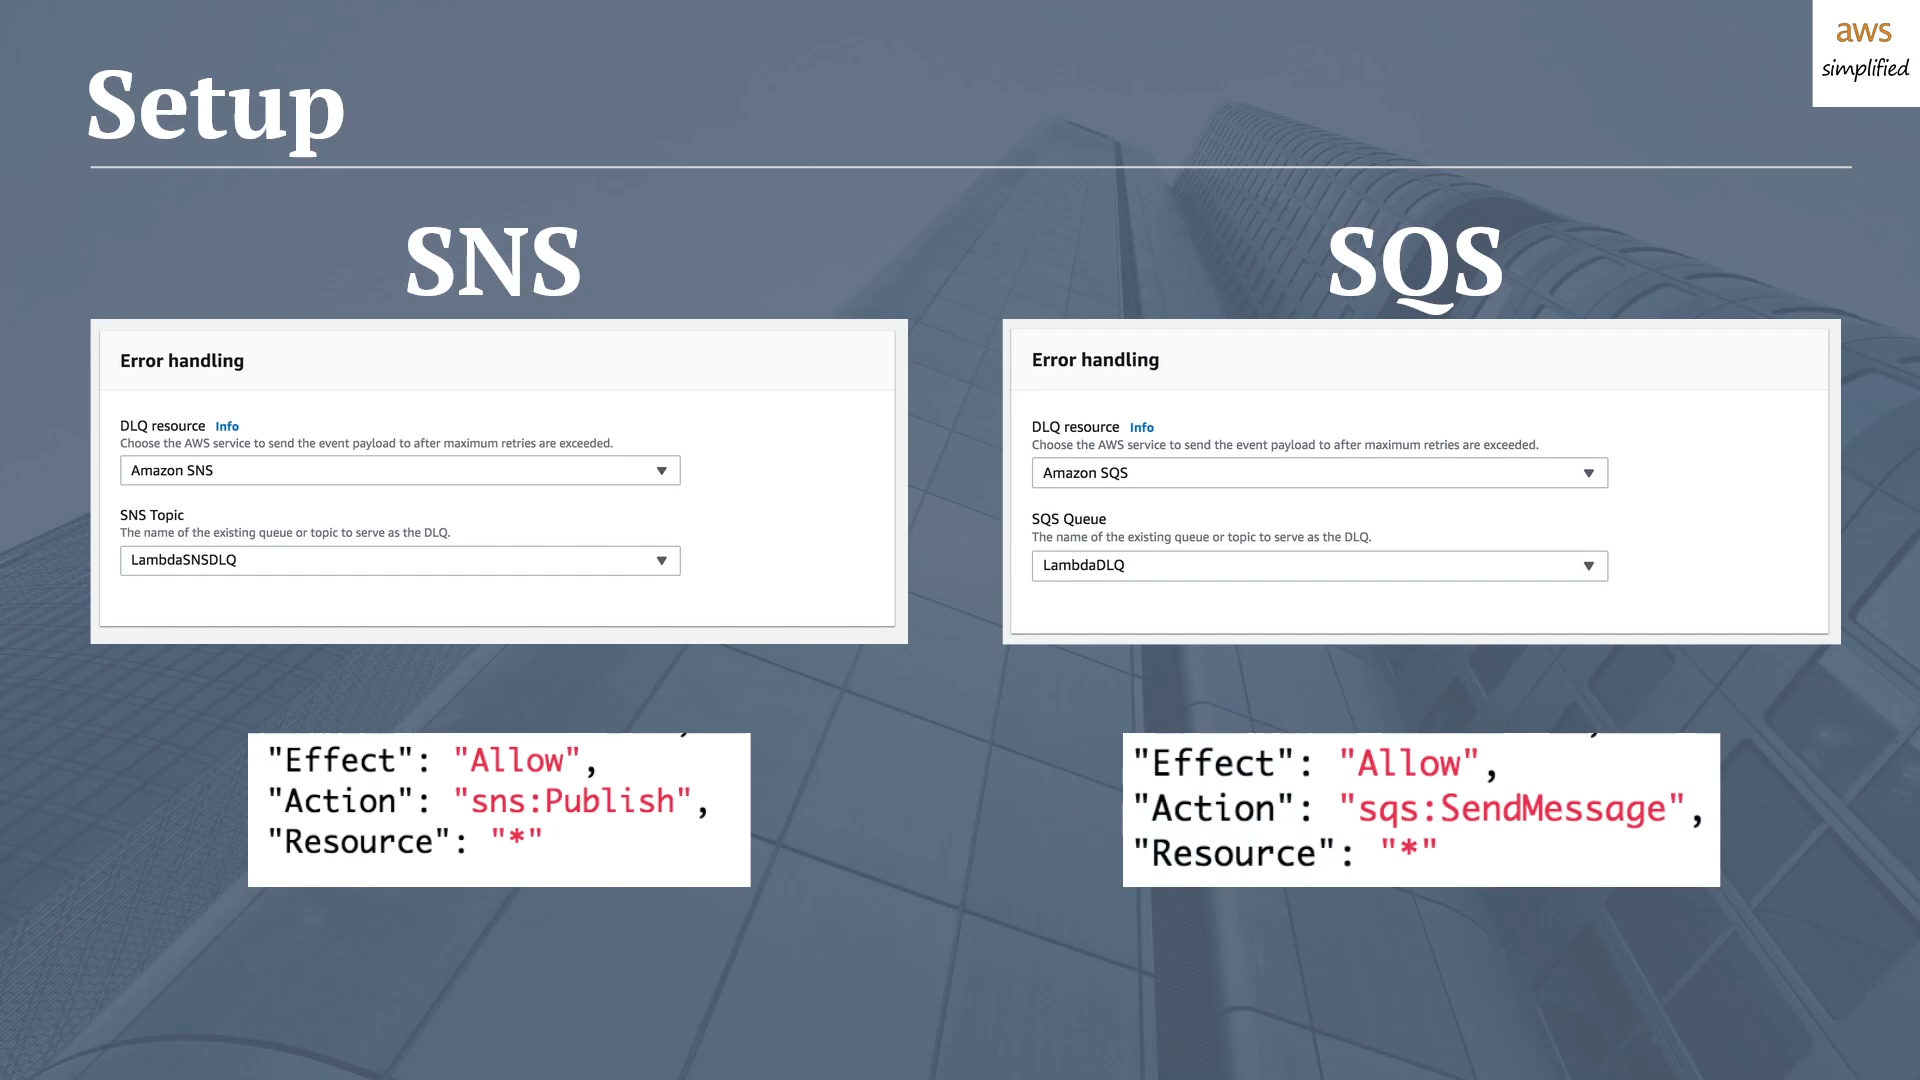 aws
simplified
Setup
SNS
SQS
Error handling
DLQ resource Info
Choose the AWS service to send the event payload to after maximum retries are exceeded.
Amazon SNS
SNS Topic
The name of the existing queue or topic to serve as the DLQ.
LambdaSNSDLQ
Error handling
DLQ resource Info
Choose the AWS service to send the event payload to after maximum retries are exceeded.
Amazon SQS
SQS Queue
The name of the existing queue or topic to serve as the DLQ.
LambdaDLQ
"Effect": "Allow",
"Action": "sns:Publish",
"Resource": "*"
"Effect": "Allow",
"Action": "sqs:SendMessage",
"Resource": "*"